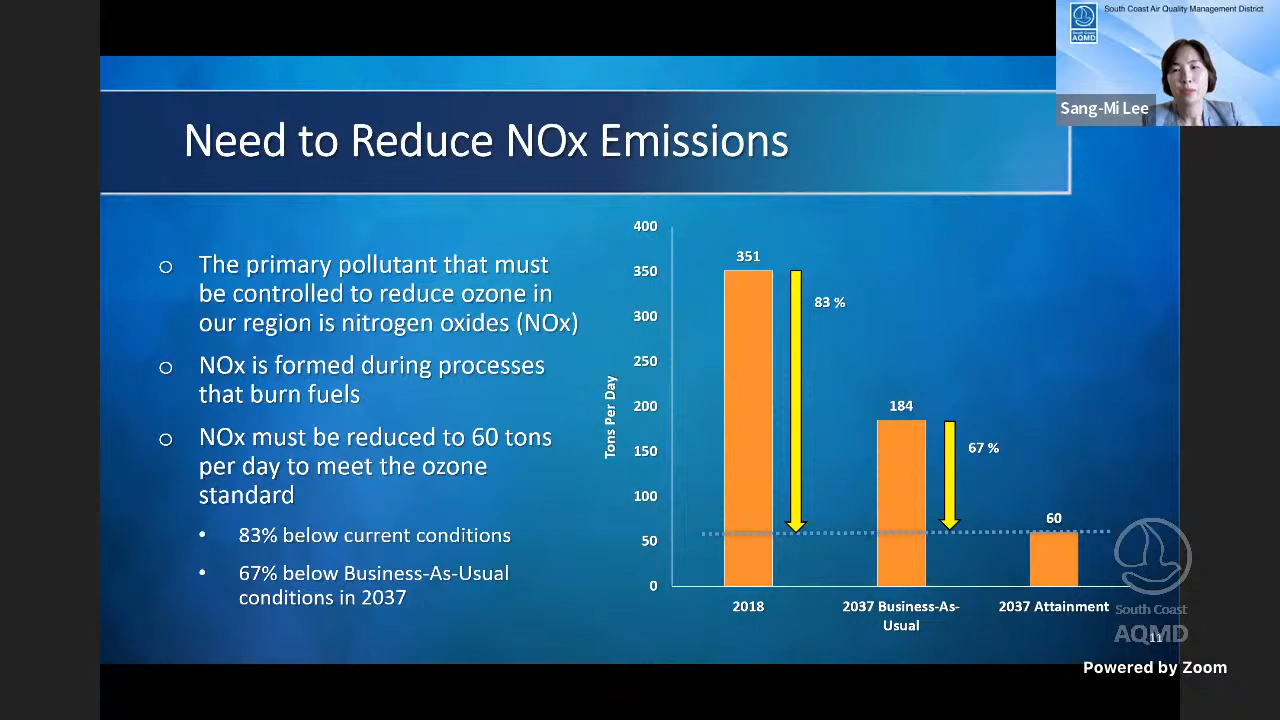 South Coast Air Quality Management District
South Coast
AQMD
Sang-Mi Lee
Need to Reduce NOx Emissions
o The primary pollutant that must
be controlled to reduce ozone in
our region is nitrogen oxides (NOx)
o NOx is formed during processes
that burn fuels
o NOx must be reduced to 60 tons
per day to meet the ozone
standard
• 83% below current conditions
• 67% below Business-As-Usual
conditions in 2037
Tons Per Day
400
350
300
250
200
150
100
50
0
351
83 %
184
67 %
60
2018
2037 Business-As-
Usual
2037 Attainment
South Coast
AQMD
11
Powered by Zoom